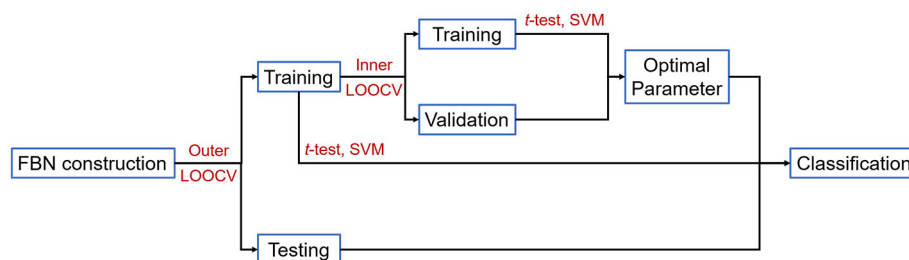 t-test, SVM
Training
Inner
Training
LOOCV
Optimal
Parameter
Validation
Outer
t-test, SVM
FBN construction
LOOCV
Classification
Testing